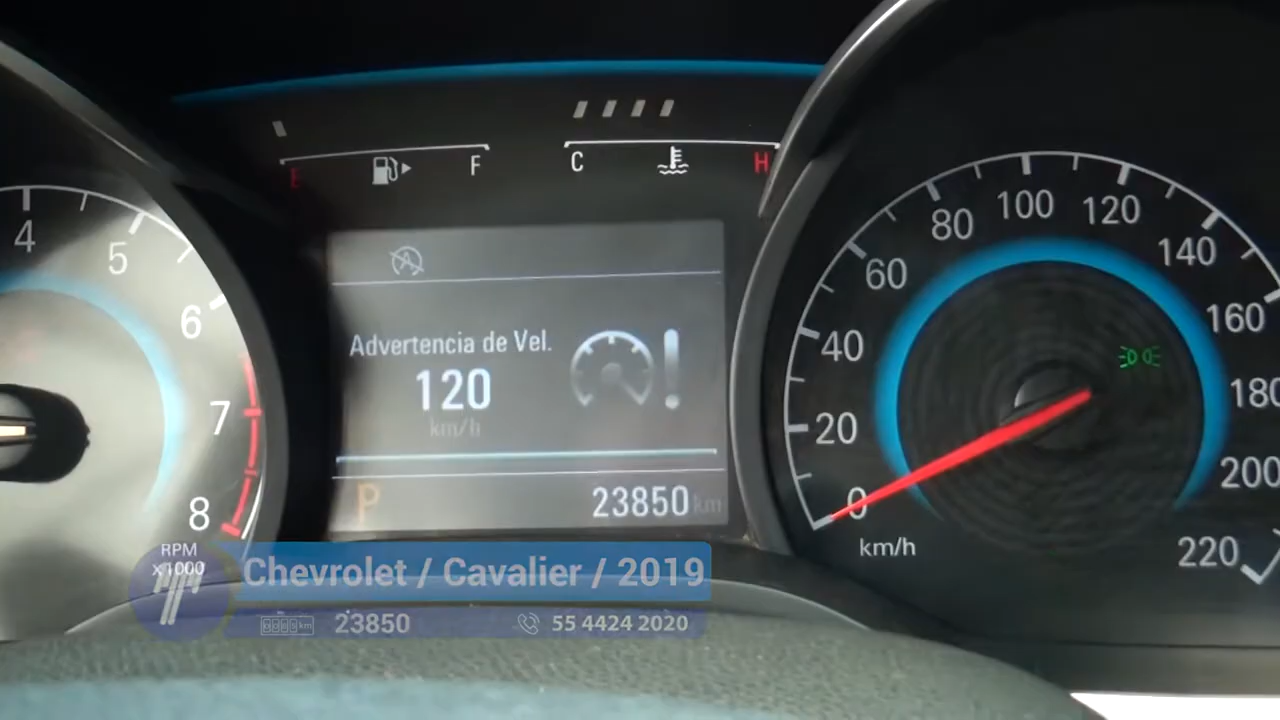 E F
C H
4
5
6
7
8
RPM
x1000
Advertencia de Vel.
120
km/h
P
23850 km
0
20
40
60
80
100
120
140
160
180
200
220
km/h
Chevrolet / Cavalier / 2019
23850
55 4424 2020